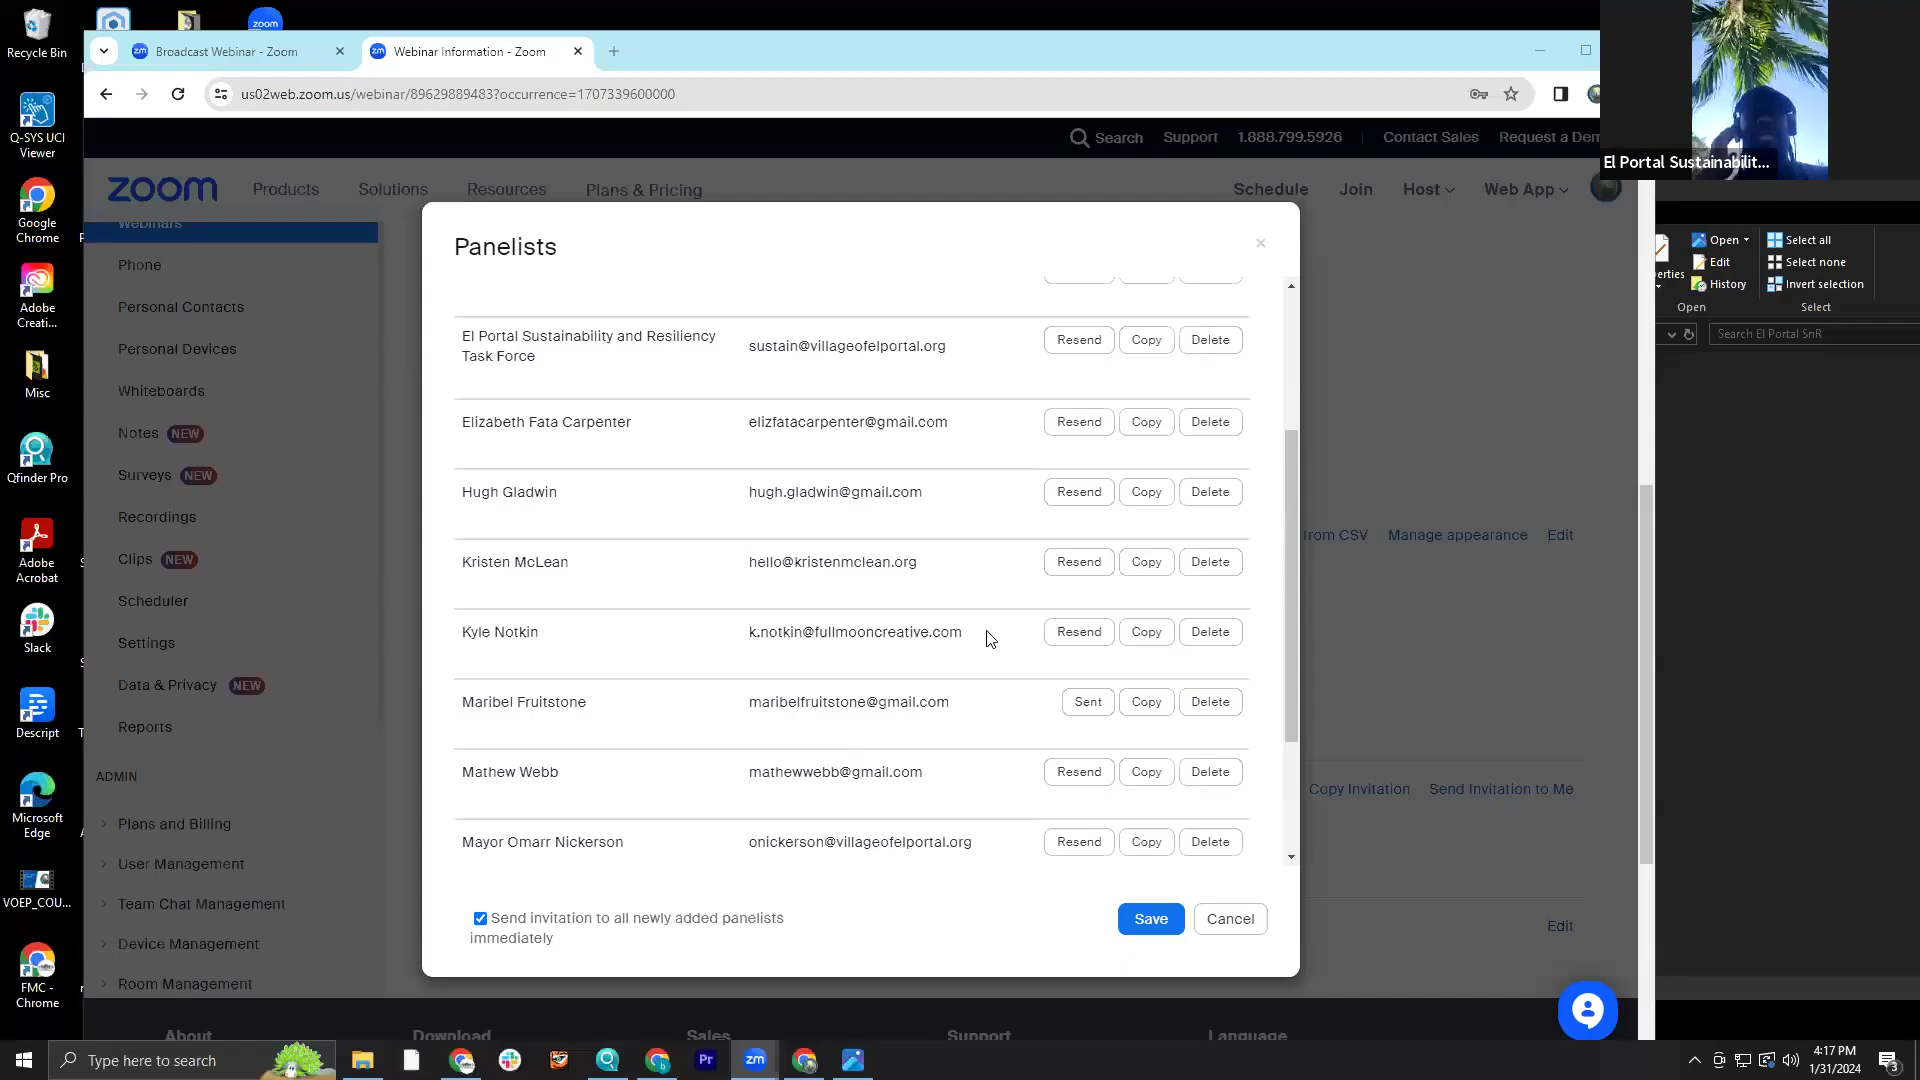 Recycle Bin
Q-SYS UCI
Viewer
Google
Chrome
Adobe
Creati...
Misc
Qfinder Pro
Adobe
Acrobat
Slack
Descript
Microsoft
Edge
VOEP_COU...
FMC -
Chrome
zoom
Broadcast Webinar - Zoom
Webinar Information - Zoom
us02web.zoom.us/webinar/89629889483?occurrence=1707339600000
Search Support 1.888.799.5926 Contact Sales Request a Dem
zoom Products Solutions Resources Plans & Pricing Schedule Join Host Web App
El Portal Sustainabilit...
Webinars
Phone
Personal Contacts
Personal Devices
Whiteboards
Notes NEW
Surveys NEW
Recordings
Clips NEW
Scheduler
Settings
Data & Privacy NEW
Reports
ADMIN
Plans and Billing
User Management
Team Chat Management
Device Management
Room Management
Panelists
El Portal Sustainability and Resiliency
Task Force
sustain@villageofelportal.org Resend Copy Delete
Elizabeth Fata Carpenter elizfatacarpenter@gmail.com Resend Copy Delete
Hugh Gladwin hugh.gladwin@gmail.com Resend Copy Delete
Kristen McLean hello@kristenmclean.org Resend Copy Delete
Kyle Notkin k.notkin@fullmooncreative.com Resend Copy Delete
Maribel Fruitstone maribelfruitstone@gmail.com Sent Copy Delete
Mathew Webb mathewwebb@gmail.com Resend Copy Delete
Mayor Omarr Nickerson onickerson@villageofelportal.org Resend Copy Delete
Send invitation to all newly added panelists
immediately
Save Cancel
from CSV Manage appearance Edit
Copy Invitation Send Invitation to Me
Edit
erties
Open
Edit
History
Open
Select all
Select none
Invert selection
Select
Search El Portal SnR
About Download Sales Support Language
Type here to search
Pr
zm
4:17 PM
1/31/2024
3